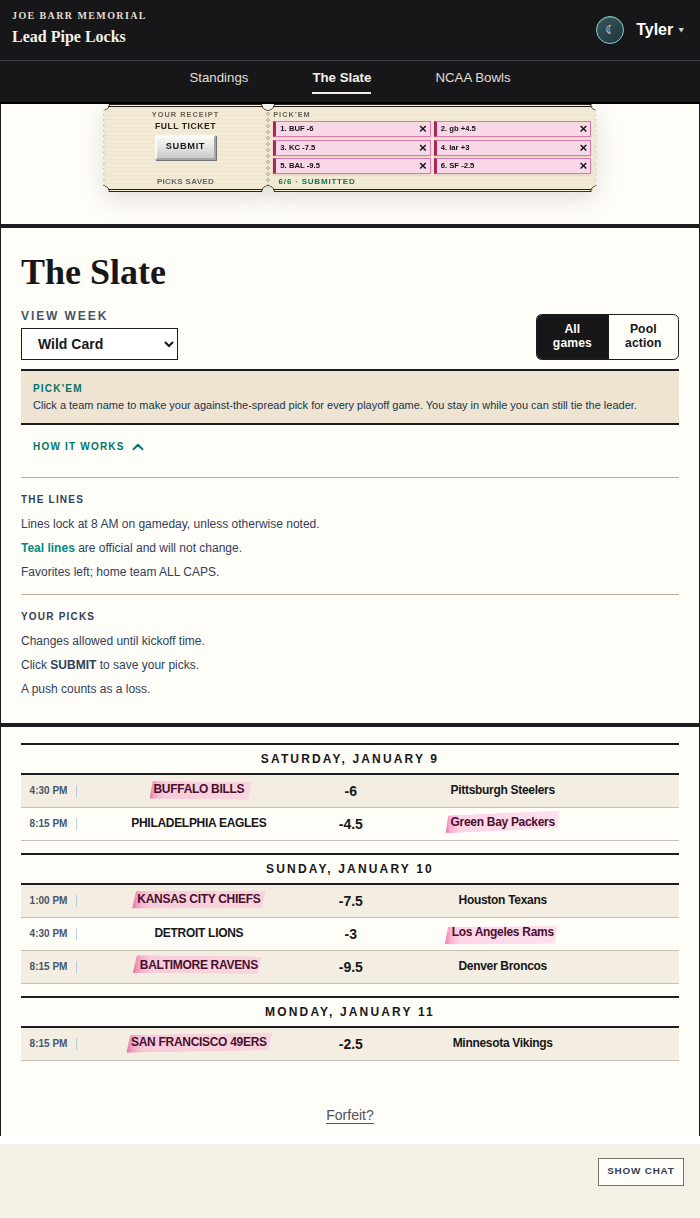 JOE BARR MEMORIAL
Lead Pipe Locks
Tyler
Standings
The Slate
NCAA Bowls
YOUR RECEIPT
FULL TICKET
SUBMIT
PICKS SAVED
PICK'EM
1. BUF -6 ✕
2. gb +4.5 ✕
3. KC -7.5 ✕
4. lar +3 ✕
5. BAL -9.5 ✕
6. SF -2.5 ✕
6/6 · SUBMITTED
The Slate
VIEW WEEK
Wild Card
All games
Pool action
PICK'EM
Click a team name to make your against-the-spread pick for every playoff game. You stay in while you can still tie the leader.
HOW IT WORKS
THE LINES
Lines lock at 8 AM on gameday, unless otherwise noted.
Teal lines are official and will not change.
Favorites left; home team ALL CAPS.
YOUR PICKS
Changes allowed until kickoff time.
Click SUBMIT to save your picks.
A push counts as a loss.
SATURDAY, JANUARY 9
4:30 PM BUFFALO BILLS -6 Pittsburgh Steelers
8:15 PM PHILADELPHIA EAGLES -4.5 Green Bay Packers
SUNDAY, JANUARY 10
1:00 PM KANSAS CITY CHIEFS -7.5 Houston Texans
4:30 PM DETROIT LIONS -3 Los Angeles Rams
8:15 PM BALTIMORE RAVENS -9.5 Denver Broncos
MONDAY, JANUARY 11
8:15 PM SAN FRANCISCO 49ERS -2.5 Minnesota Vikings
Forfeit?
SHOW CHAT